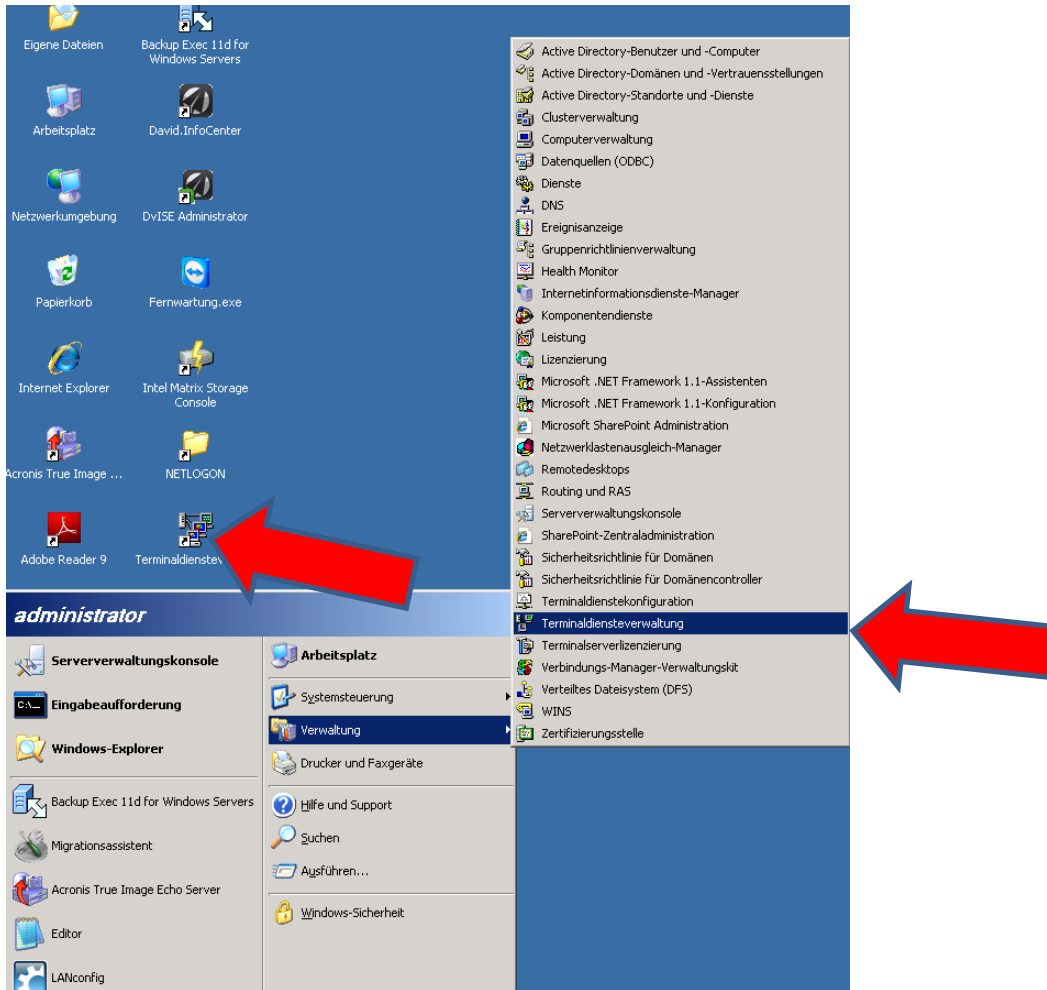 Eigene Dateien
Backup Exec 11d for
Windows Servers
Arbeitsplatz
David.InfoCenter
Netzwerkumgebung
DvISE Administrator
Papierkorb
Fernwartung.exe
Internet Explorer
Intel Matrix Storage
Console
Acronis True Image ...
NETLOGON
Adobe Reader 9
administrator
Serververwaltungskonsole
Eingabeaufforderung
Windows-Explorer
Backup Exec 11d for Windows Servers
Migrationsassistent
Acronis True Image Echo Server
Editor
LANconfig
Arbeitsplatz
Systemsteuerung
Verwaltung
Drucker und Faxgeräte
Hilfe und Support
Suchen
Ausführen...
Windows-Sicherheit
Active Directory-Benutzer und -Computer
Active Directory-Domänen und -Vertrauensstellungen
Active Directory-Standorte und -Dienste
Clusterverwaltung
Computerverwaltung
Datenquellen (ODBC)
Dienste
DNS
Ereignisanzeige
Gruppenrichtlinienverwaltung
Health Monitor
Internetinformationsdienste-Manager
Komponentendienste
Leistung
Lizenzierung
Microsoft .NET Framework 1.1-Assistenten
Microsoft .NET Framework 1.1-Konfiguration
Microsoft SharePoint Administration
Netzwerklastenausgleich-Manager
Remotedesktops
Routing und RAS
Serververwaltungskonsole
SharePoint-Zentraladministration
Sicherheitsrichtlinie für Domänen
Sicherheitsrichtlinie für Domänencontroller
Terminaldienstekonfiguration
Terminaldiensteverwaltung
Terminalserverlizenzierung
Verbindungs-Manager-Verwaltungskit
Verteiltes Dateisystem (DFS)
WINS
Zertifizierungsstelle